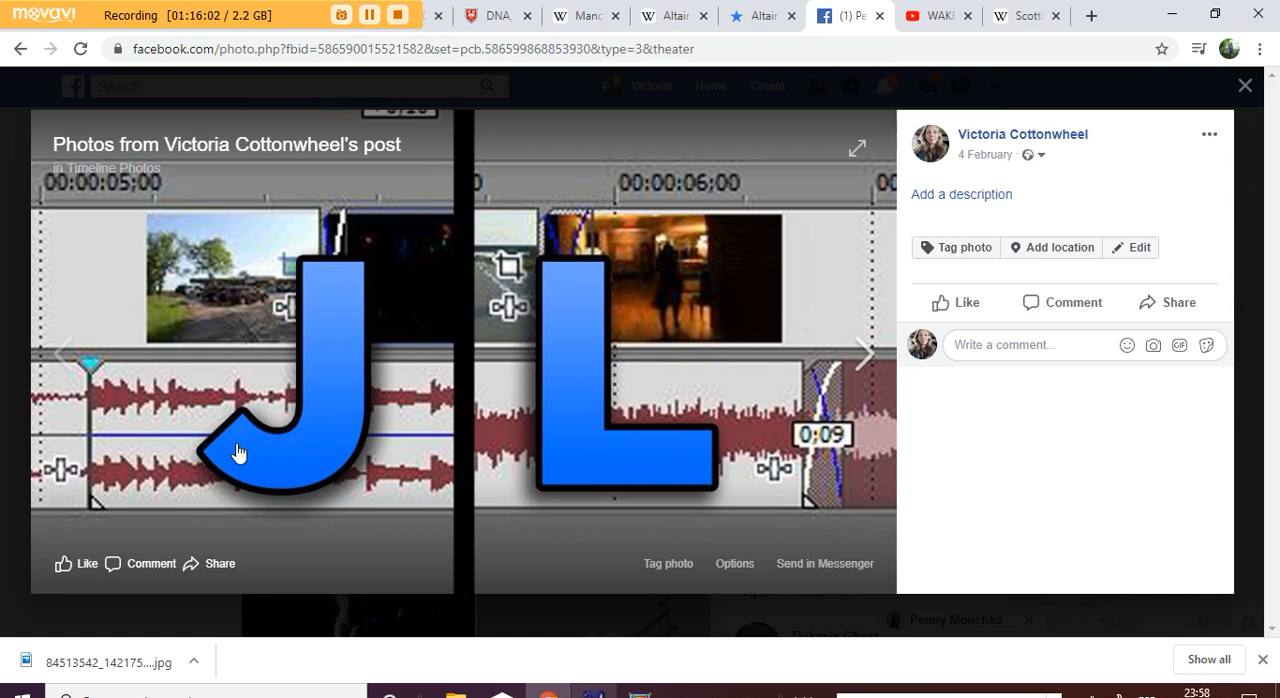 movavi Recording [01:16:02 / 2.2 GB] DNA, Mand Altair Altair (1) Pe WAKE Scotti
facebook.com/photo.php?fbid=586590015521582&set=pcb.586599868853930&type=3&theater
Search Victoria Home Create
Photos from Victoria Cottonwheel's post
in Timeline Photos
00:00:05;00 00:00:06;00
J L
0;09
Like Comment Share Tag photo Options Send in Messenger
Victoria Cottonwheel
4 February
Add a description
Tag photo Add location Edit
Like Comment Share
Write a comment...
GIF
Penny Mouchka
84513542_142175....jpg Show all
23:58